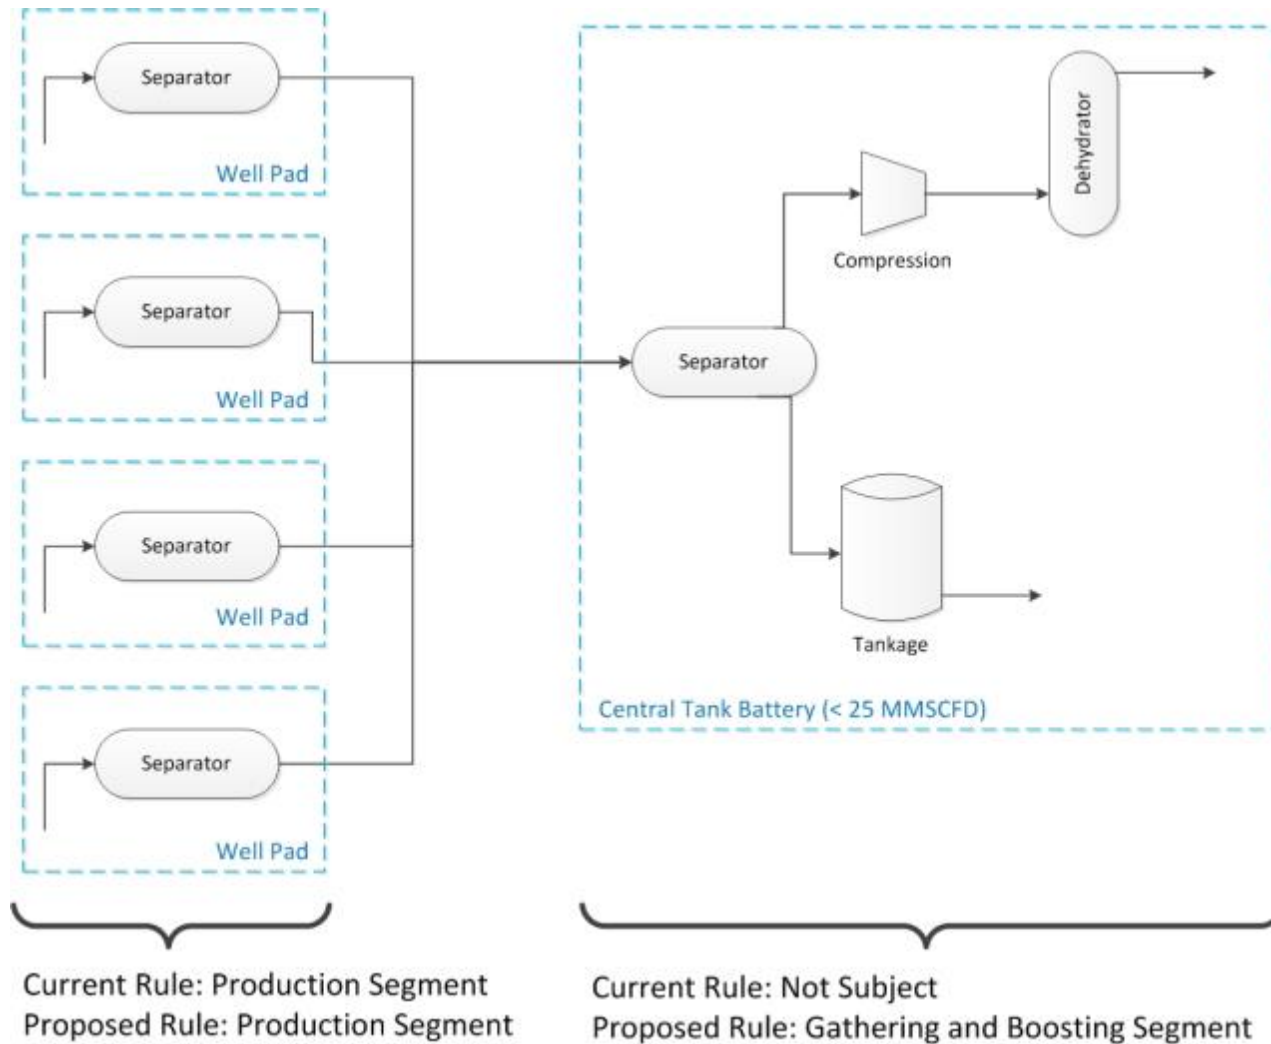 Separator
Well Pad
Separator
Well Pad
Separator
Well Pad
Separator
Well Pad
Dehydrator
Compression
Separator
Tankage
Central Tank Battery (< 25 MMSCFD)
Current Rule: Production Segment
Proposed Rule: Production Segment
Current Rule: Not Subject
Proposed Rule: Gathering and Boosting Segment